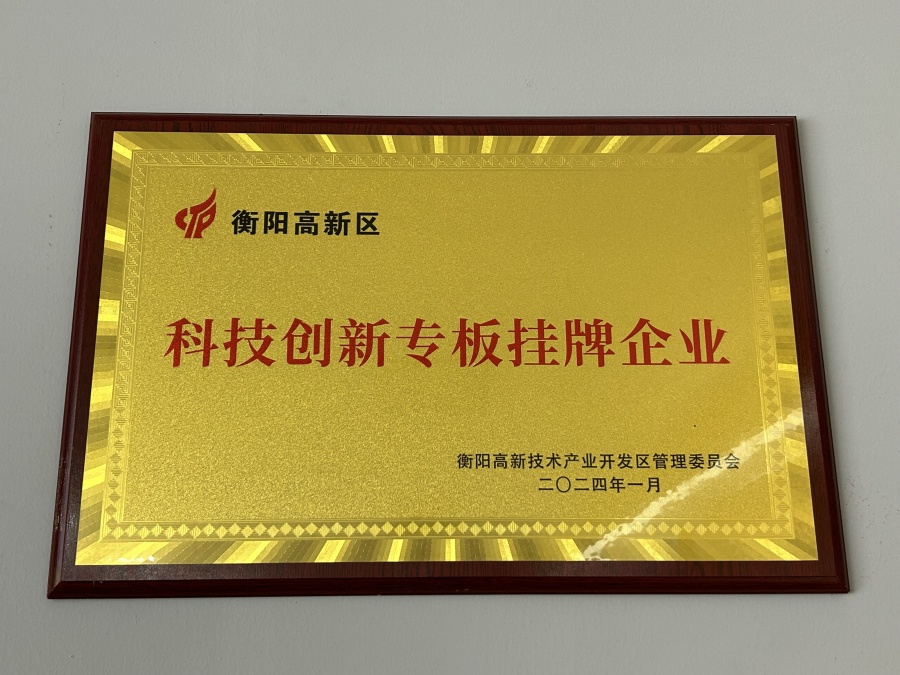 衡阳高新区
科技创新专板挂牌企业
衡阳高新技术产业开发区管理委员会
二〇二四年一月